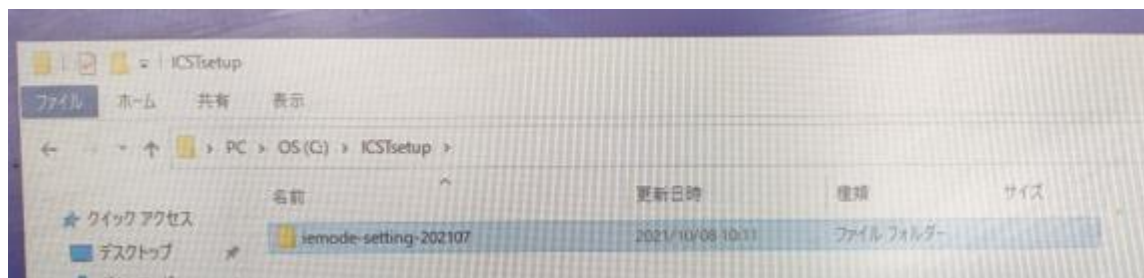 ICSTsetup
ファイル ホーム 共有 表示
PC > OS (C:) > ICSTsetup >
名前 更新日時 種類 サイズ
クイック アクセス
iemode-setting-202107 2021/10/08 10:11 ファイル フォルダー
デスクトップ